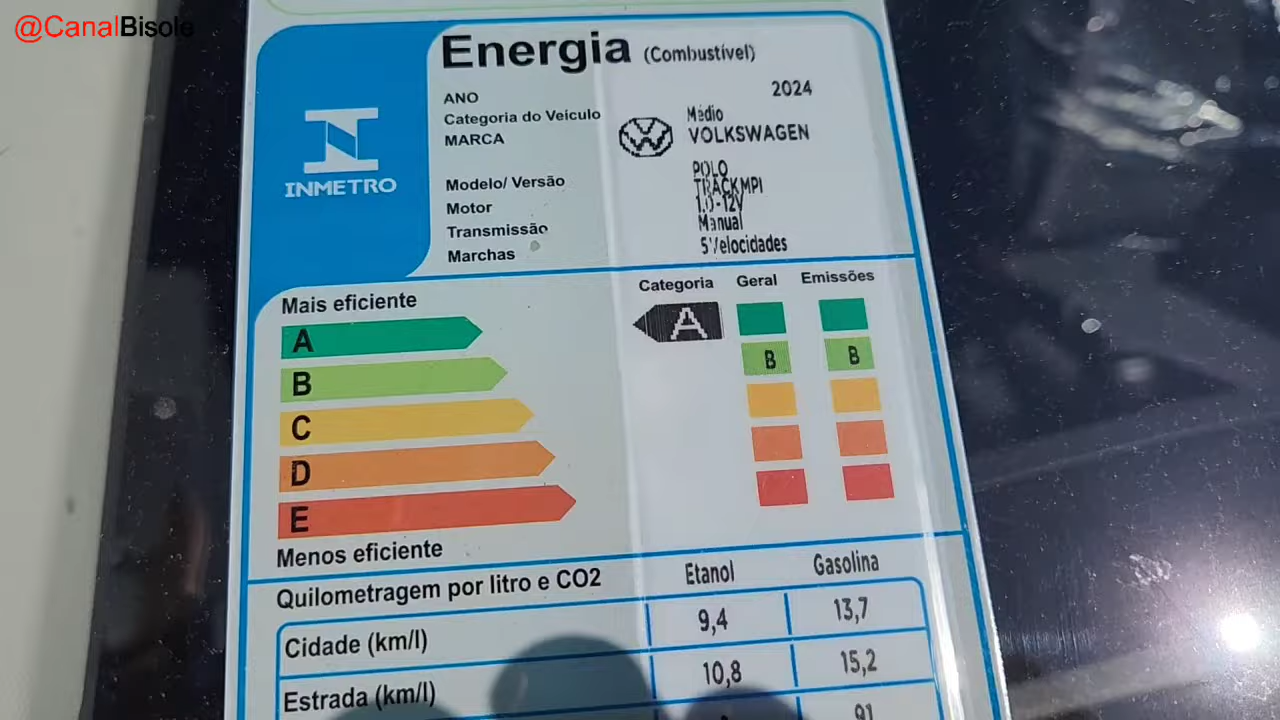 @CanalBisole
Energia (Combustível)
ANO 2024
Categoria do Veículo Médio
MARCA VOLKSWAGEN
INMETRO
Modelo/ Versão POLO
TRACK MPI
Motor 1.0-12V
Transmissão Manual
Marchas 5 Velocidades
Mais eficiente
Categoria Geral Emissões
A A
B B B
C
D
E
Menos eficiente
Quilometragem por litro e CO2 Etanol Gasolina
Cidade (km/l) 9,4 13,7
Estrada (km/l) 10,8 15,2
91